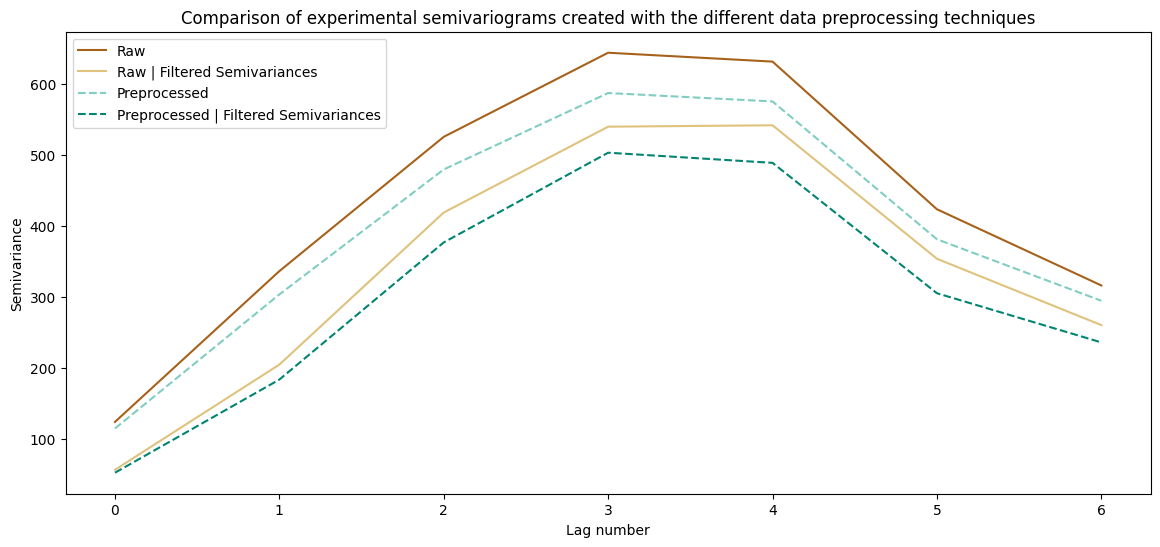 Comparison of experimental semivariograms created with the different data preprocessing techniques
Raw
Raw | Filtered Semivariances
Preprocessed
Preprocessed | Filtered Semivariances
Semivariance
600
500
400
300
200
100
0 1 2 3 4 5 6
Lag number